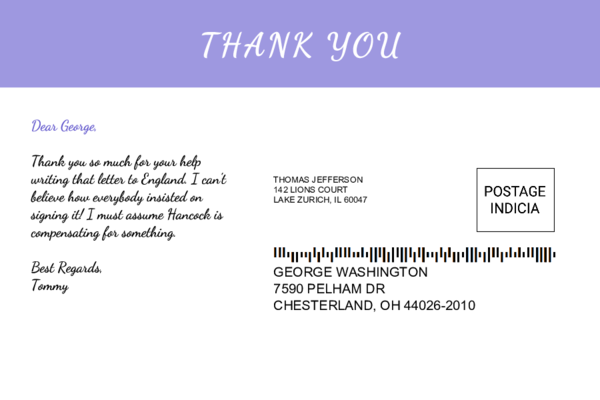 THANK YOU
Dear George,
Thank you so much for your help
writing that letter to England. I can't
believe how everybody insisted on
signing it! I must assume Hancock is
compensating for something.
Best Regards,
Tommy
THOMAS JEFFERSON
142 LIONS COURT
LAKE ZURICH, IL 60047
POSTAGE
INDICIA
GEORGE WASHINGTON
7590 PELHAM DR
CHESTERLAND, OH 44026-2010